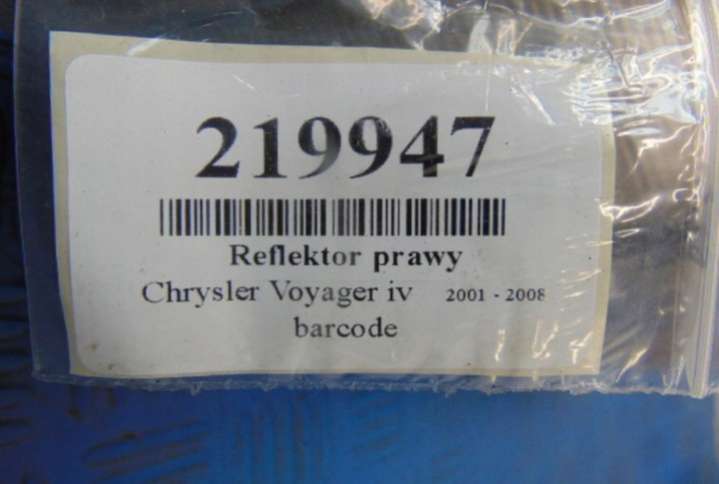 219947
Reflektor prawy
Chrysler Voyager iv 2001 - 2008
barcode